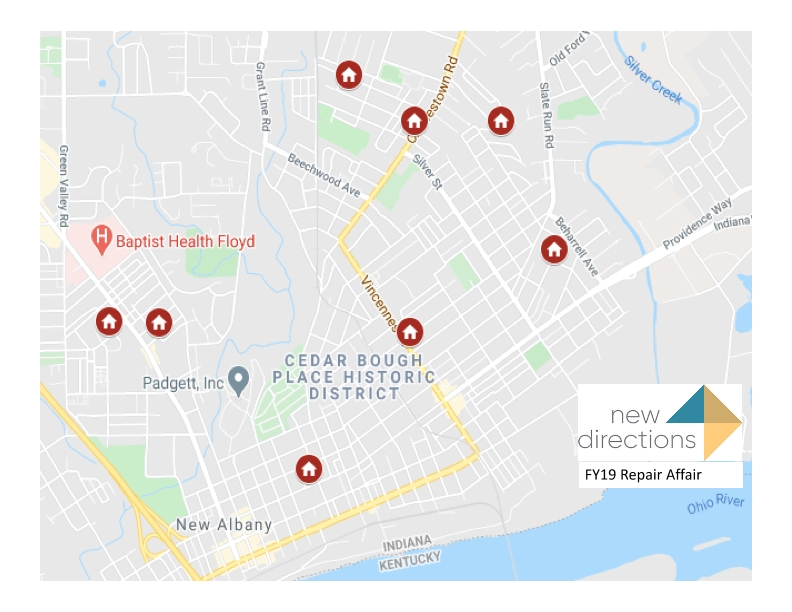 Old Ford
Silver Creek
Grant Line Rd
estown Rd
Slate Run Rd
Green Valley Rd
Beechwood Ave
Silver St
Providence Way
Indiana
Beharrell Ave
H
Baptist Health Floyd
Vincennes
CEDAR BOUGH
PLACE HISTORIC
DISTRICT
Padgett, Inc
new
directions
FY19 Repair Affair
Ohio River
New Albany
INDIANA
KENTUCKY